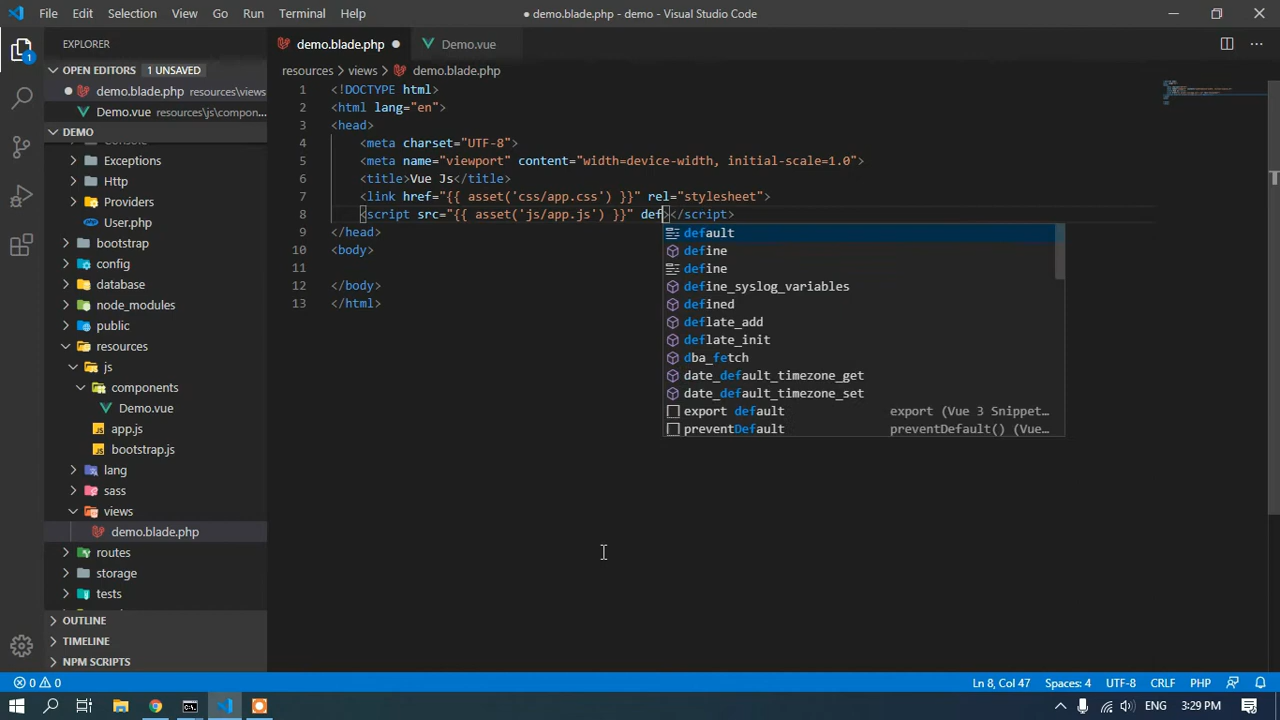 File Edit Selection View Go Run Terminal Help
● demo.blade.php - demo - Visual Studio Code
EXPLORER
OPEN EDITORS 1 UNSAVED
demo.blade.php resources\views
Demo.vue resources\js\compon...
DEMO
Exceptions
Http
Providers
User.php
bootstrap
config
database
node_modules
public
resources
js
components
Demo.vue
app.js
bootstrap.js
lang
sass
views
demo.blade.php
routes
storage
tests
OUTLINE
TIMELINE
NPM SCRIPTS
demo.blade.php ● Demo.vue
resources > views > demo.blade.php
1 <!DOCTYPE html>
2 <html lang="en">
3 <head>
4 <meta charset="UTF-8">
5 <meta name="viewport" content="width=device-width, initial-scale=1.0">
6 <title>Vue Js</title>
7 <link href="{{ asset('css/app.css') }}" rel="stylesheet">
8 <script src="{{ asset('js/app.js') }}" def></script>
9 </head>
10 <body>
11
12 </body>
13 </html>
default
define
define
define_syslog_variables
defined
deflate_add
deflate_init
dba_fetch
date_default_timezone_get
date_default_timezone_set
export default export (Vue 3 Snippet…
preventDefault preventDefault() (Vue…
1
0 0
Ln 8, Col 47 Spaces: 4 UTF-8 CRLF PHP
ENG 3:29 PM